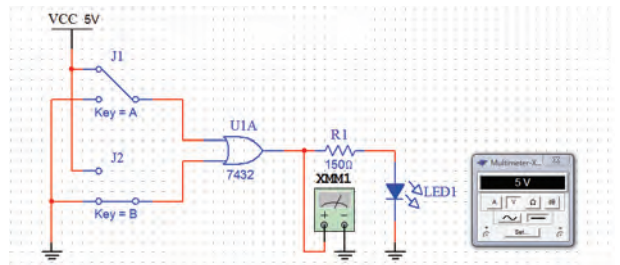 VCC 5V
J1
Key = A
U1A
7432
J2
Key = B
R1
150Ω
XMM1
+ −
LED1
Multimeter-X...
5 V
A V Ω dB
Set...
+ −